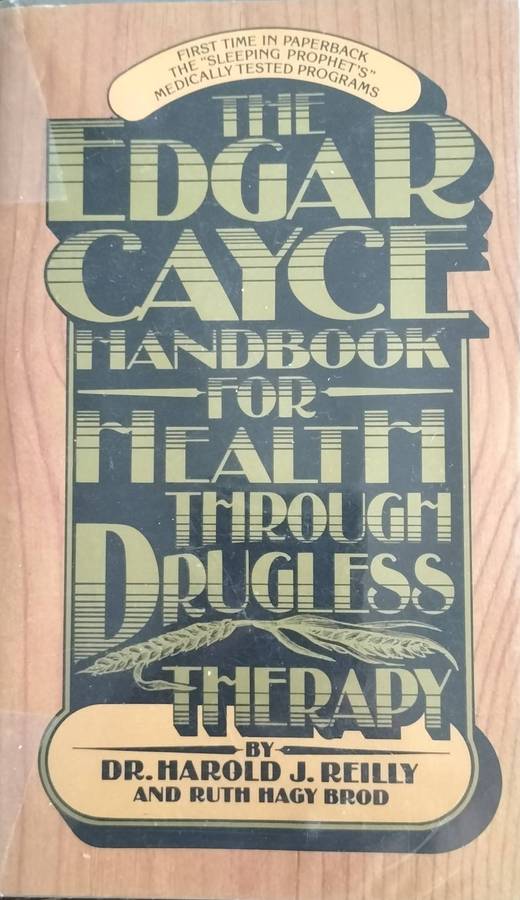 FIRST TIME IN PAPERBACK
THE "SLEEPING PROPHET'S"
MEDICALLY TESTED PROGRAMS
THE
EDGAR
CAYCE
HANDBOOK
FOR
HEALTH
THROUGH
DRUGLESS
THERAPY
BY
DR. HAROLD J. REILLY
AND RUTH HAGY BROD